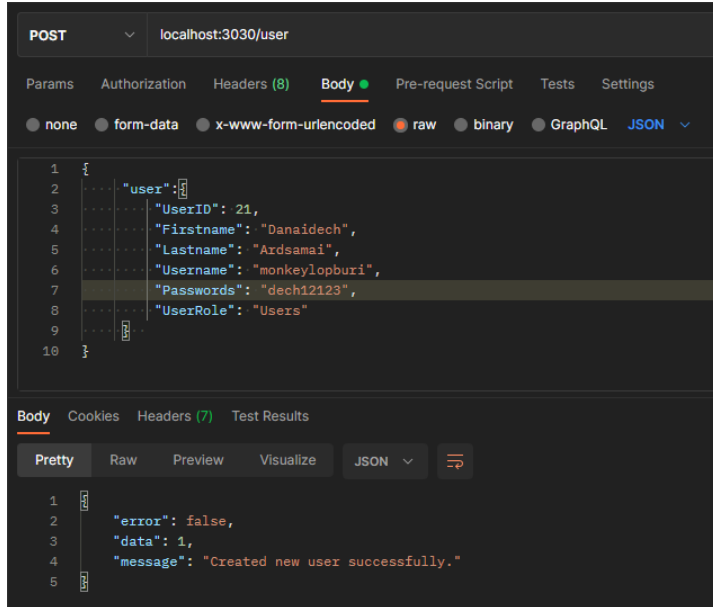 POST localhost:3030/user
Params Authorization Headers (8) Body Pre-request Script Tests Settings
none form-data x-www-form-urlencoded raw binary GraphQL JSON
1 {
2 "user":{
3 "UserID": 21,
4 "Firstname": "Danaidech",
5 "Lastname": "Ardsamai",
6 "Username": "monkeylopburi",
7 "Passwords": "dech12123",
8 "UserRole": "Users"
9 }
10 }
Body Cookies Headers (7) Test Results
Pretty Raw Preview Visualize JSON
1 {
2 "error": false,
3 "data": 1,
4 "message": "Created new user successfully."
5 }